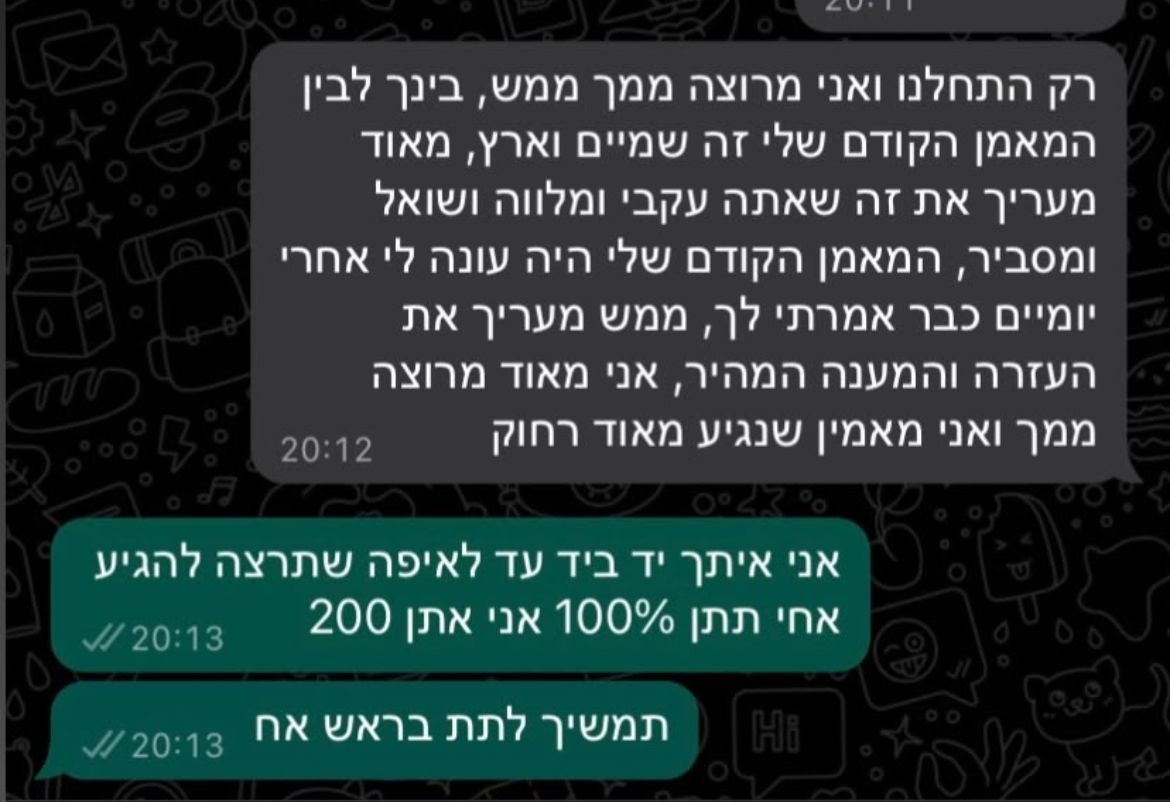 רק התחלנו ואני מרוצה ממך ממש, בינך לבין
המאמן הקודם שלי זה שמיים וארץ, מאוד
מעריך את זה שאתה עקבי ומלווה ושואל
ומסביר, המאמן הקודם שלי היה עונה לי אחרי
יומיים כבר אמרתי לך, ממש מעריך את
העזרה והמענה המהיר, אני מאוד מרוצה
ממך ואני מאמין שנגיע מאוד רחוק
20:12
אני איתך יד ביד עד לאיפה שתרצה להגיע
אחי תתן 100% אני אתן 200
20:13
תמשיך לתת בראש אח
20:13
Hi